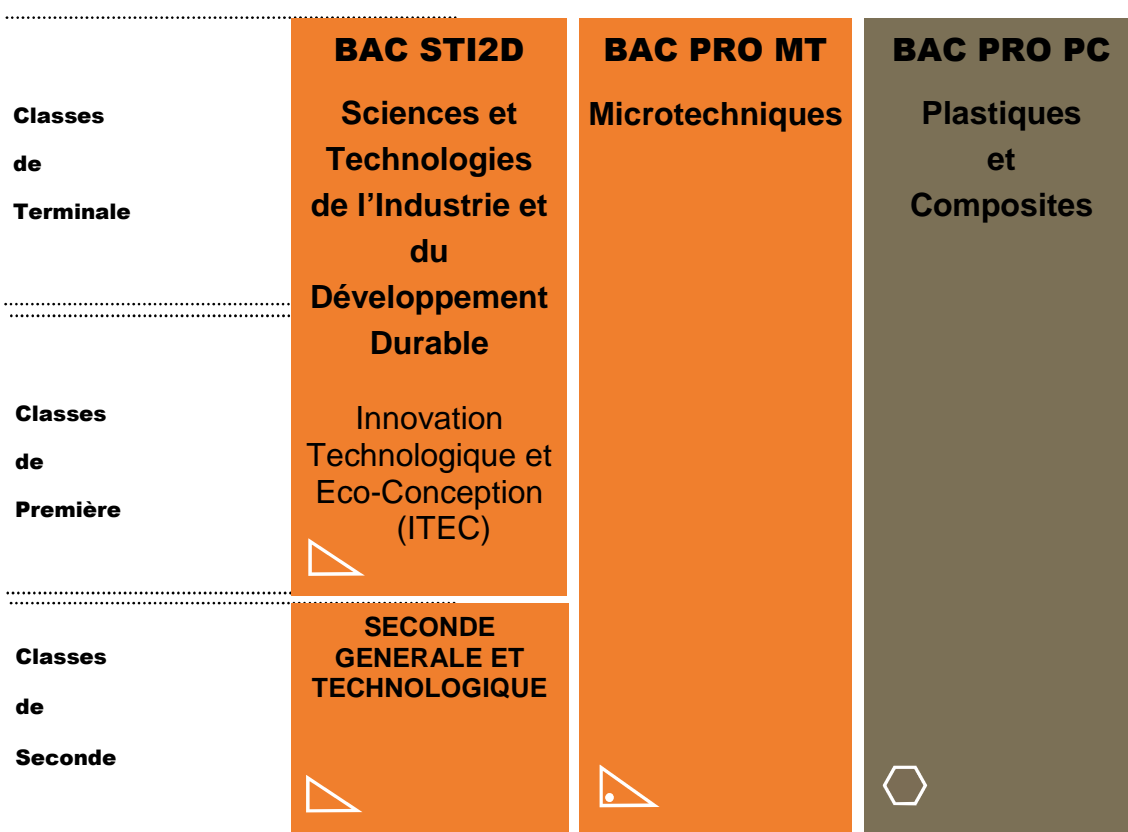 BAC STI2D
Sciences et
Technologies
de l’Industrie et
du
Développement
Durable
Innovation
Technologique et
Eco-Conception
(ITEC)
BAC PRO MT
Microtechniques
BAC PRO PC
Plastiques
et
Composites
Classes
de
Terminale
Classes
de
Première
SECONDE
GENERALE ET
TECHNOLOGIQUE
Classes
de
Seconde